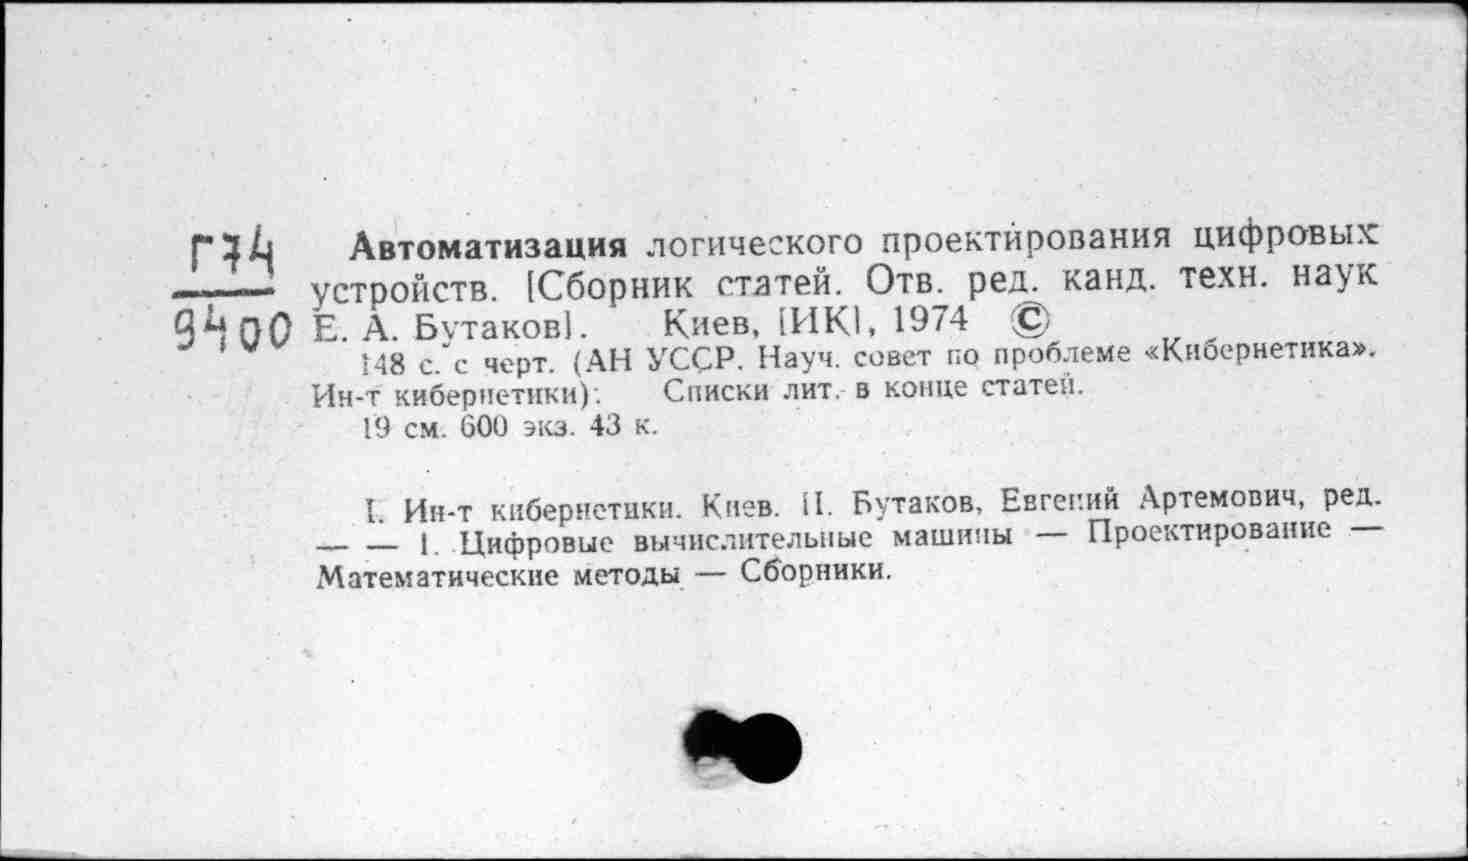 Г74
9400
Автоматизация логического проектирования цифровых
устройств. [Сборник статей. Отв. ред. канд. техн. наук
Е. А. Бутаков]. Киев, [ИК], 1974 ©
148 с. с черт. (АН УССР. Науч. совет по проблеме «Кибернетика».
Ин-т кибернетики). Списки лит. в конце статей.
19 см. 600 экз. 43 к.
I. Ин-т кибернетики. Киев. II. Бутаков, Евгений Артемович, ред.
— — 1. Цифровые вычислительные машины — Проектирование —
Математические методы — Сборники.